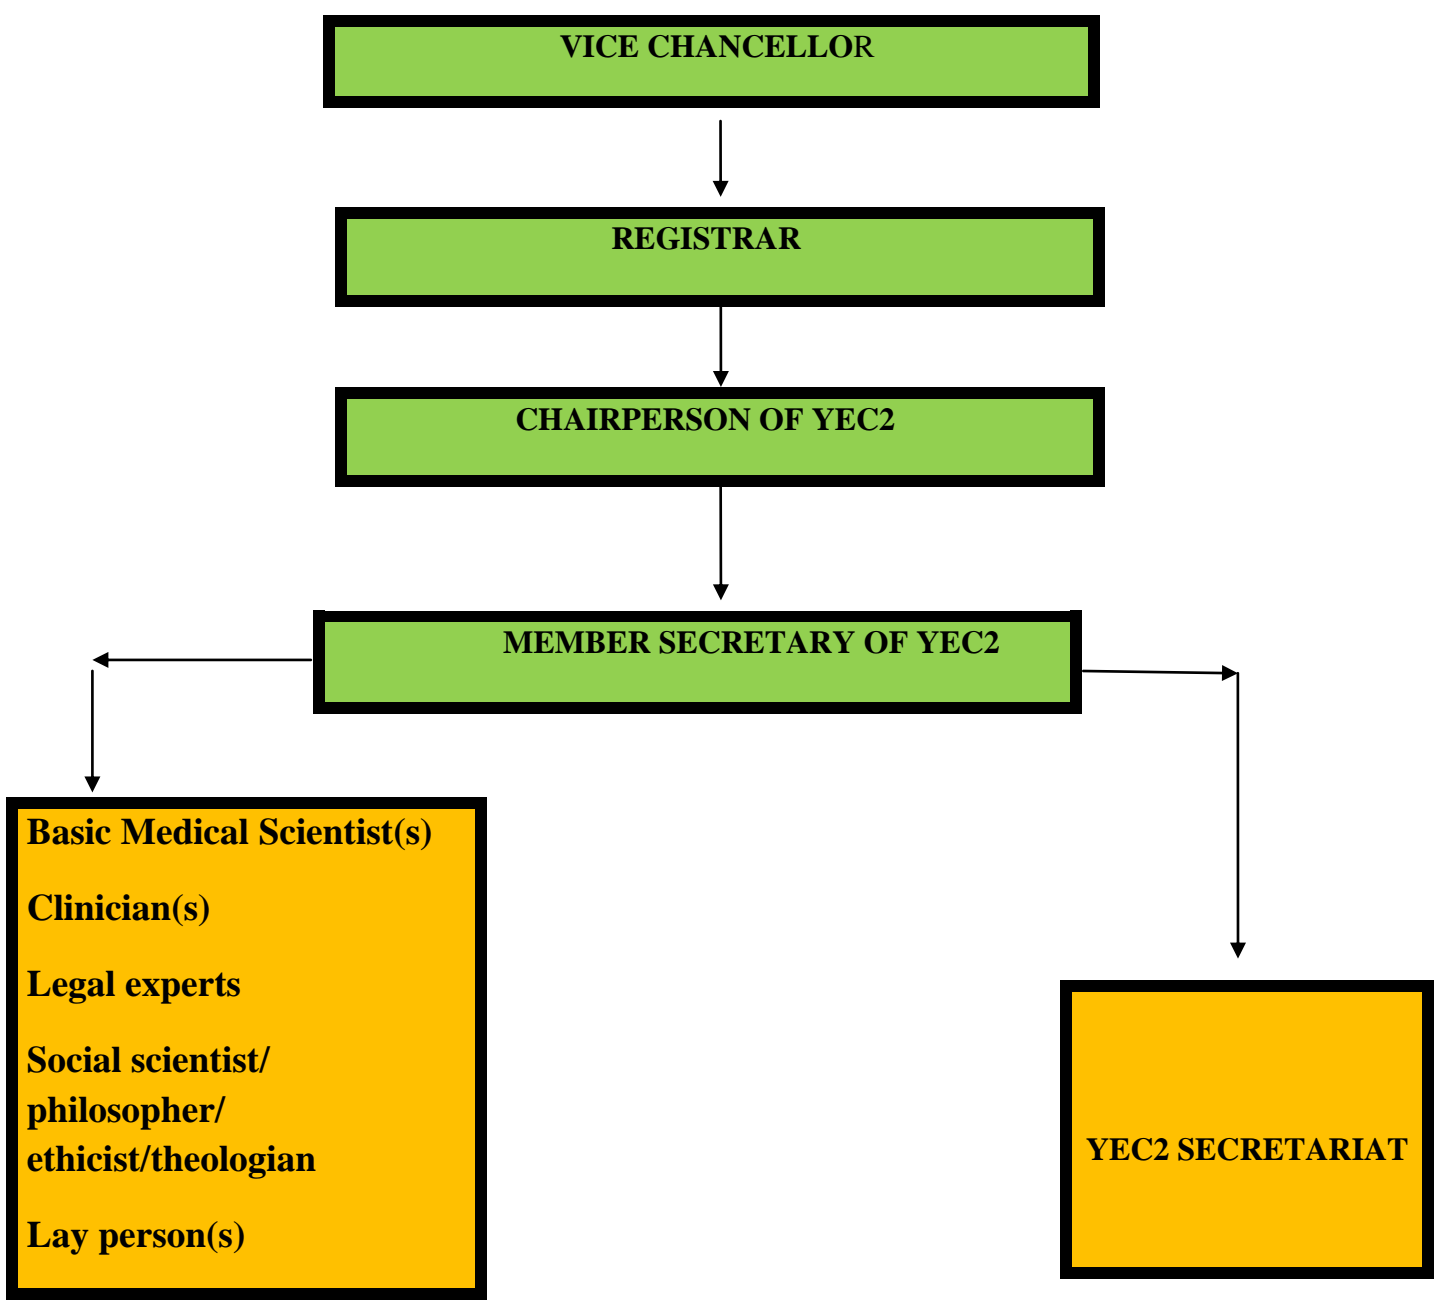 VICE CHANCELLOR
REGISTRAR
CHAIRPERSON OF YEC2
MEMBER SECRETARY OF YEC2
Basic Medical Scientist(s)
Clinician(s)
Legal experts
Social scientist/
philosopher/
ethicist/theologian
Lay person(s)
YEC2 SECRETARIAT